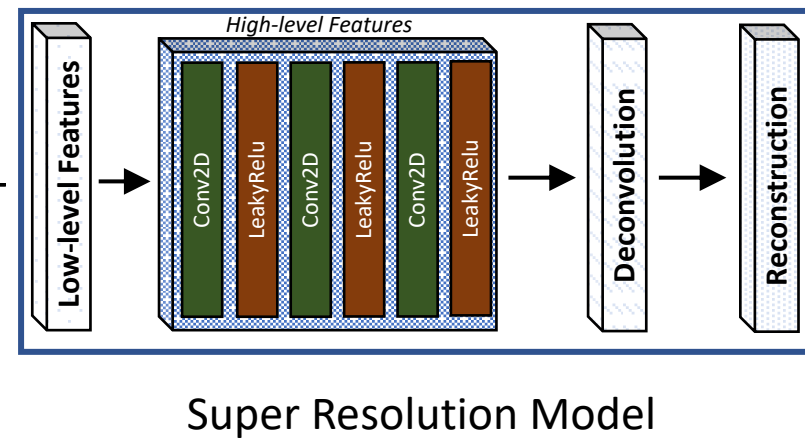 High-level Features
Low-level Features
Conv2D
LeakyRelu
Conv2D
LeakyRelu
Conv2D
LeakyRelu
Deconvolution
Reconstruction
Super Resolution Model